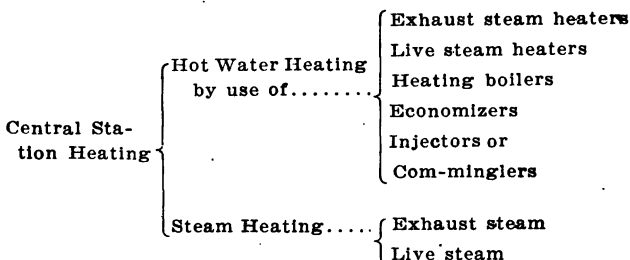 Exhaust steam heaters
Live steam heaters
Hot Water Heating
by use of........
Heating boilers
Economizers
Injectors or
Com-minglers
Central Sta-
tion Heating
Steam Heating.....
Exhaust steam
Live steam